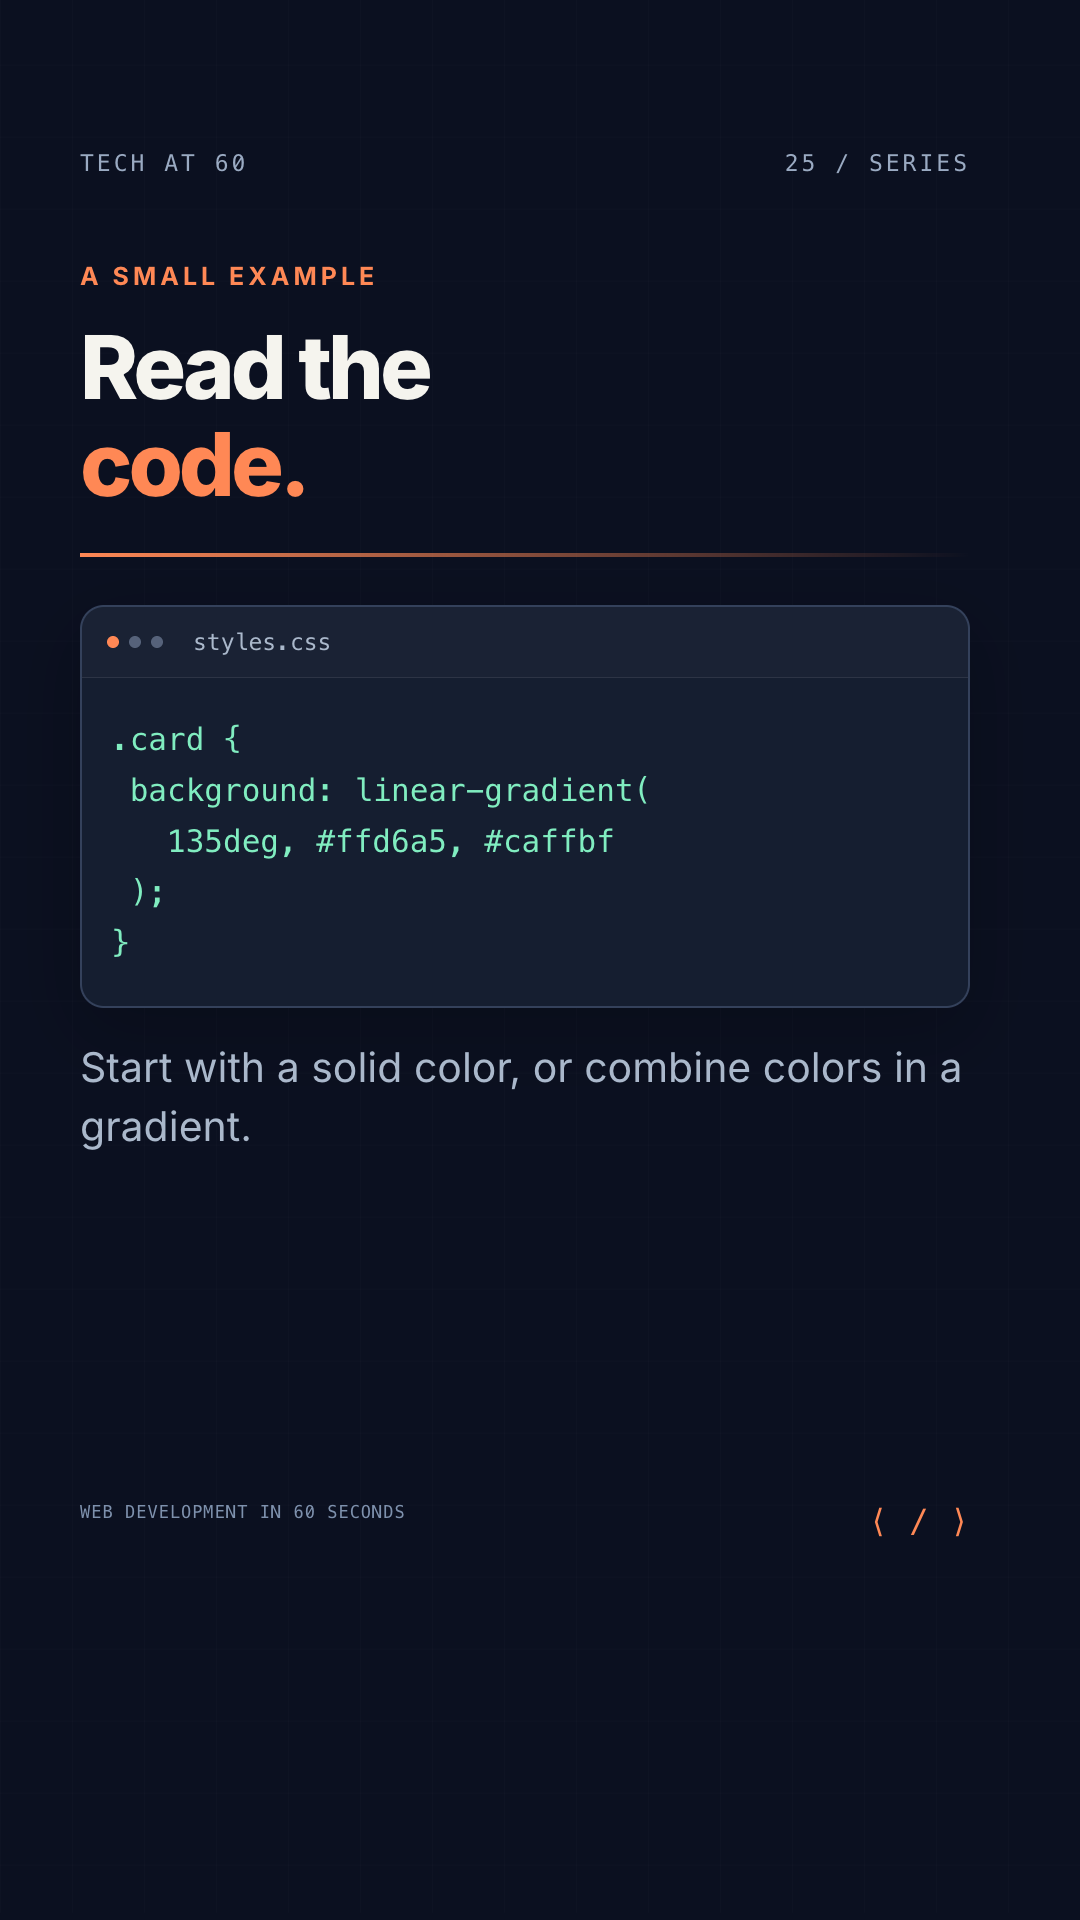 TECH AT 60
25 / SERIES
A SMALL EXAMPLE
Read the
code.
styles.css
.card {
 background: linear-gradient(
   135deg, #ffd6a5, #caffbf
 );
}
Start with a solid color, or combine colors in a
gradient.
WEB DEVELOPMENT IN 60 SECONDS
⟨ / ⟩